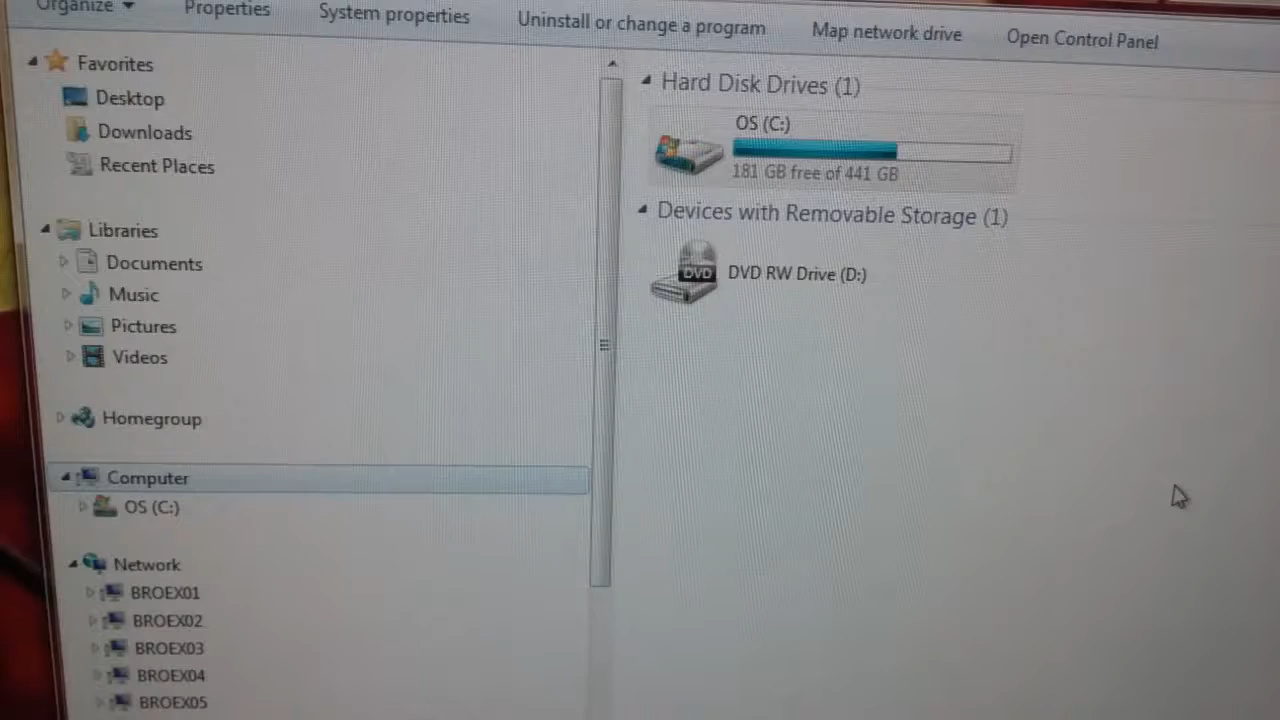 Organize
Properties
System properties
Uninstall or change a program
Map network drive
Open Control Panel
Favorites
Desktop
Downloads
Recent Places
Libraries
Documents
Music
Pictures
Videos
Homegroup
Computer
OS (C:)
Network
BROEX01
BROEX02
BROEX03
BROEX04
BROEX05
Hard Disk Drives (1)
OS (C:)
181 GB free of 441 GB
Devices with Removable Storage (1)
DVD
DVD RW Drive (D:)